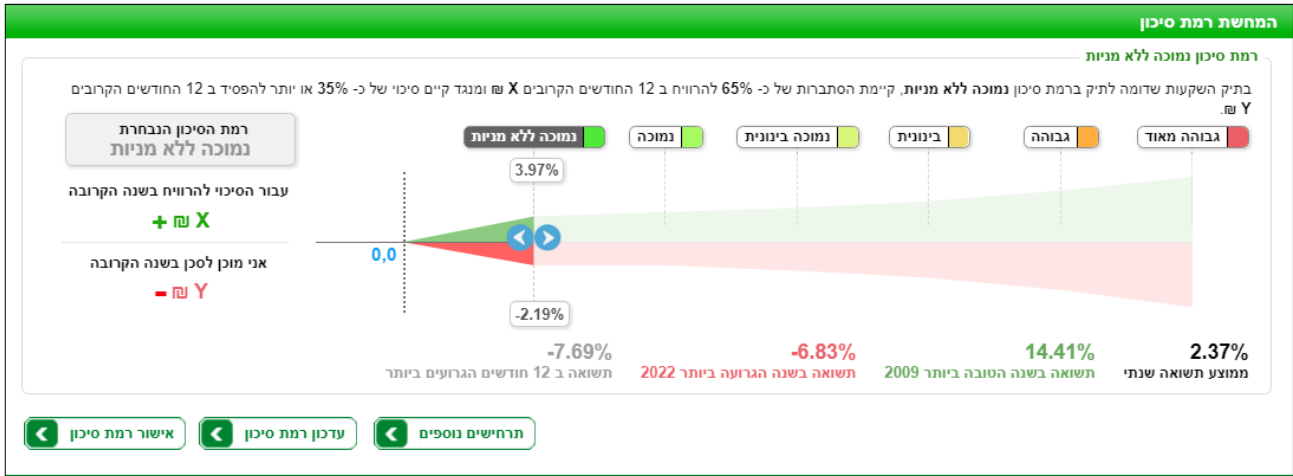 המחשת רמת סיכון
רמת סיכון נמוכה ללא מניות
בתיק השקעות שדומה לתיק ברמת סיכון נמוכה ללא מניות, קיימת הסתברות של כ- 65% להרוויח ב 12 החודשים הקרובים X ₪ ומנגד קיים סיכוי של כ- 35% או יותר להפסיד ב 12 החודשים הקרובים
Y ₪.
גבוהה מאוד
גבוהה
בינונית
נמוכה בינונית
נמוכה
נמוכה ללא מניות
רמת הסיכון הנבחרת
נמוכה ללא מניות
3.97%
עבור הסיכוי להרוויח בשנה הקרובה
X ₪ +
0,0
אני מוכן לסכן בשנה הקרובה
Y ₪ -
-2.19%
2.37%
ממוצע תשואה שנתי
14.41%
תשואה בשנה הטובה ביותר 2009
-6.83%
תשואה בשנה הגרועה ביותר 2022
-7.69%
תשואה ב 12 חודשים הגרועים ביותר
תרחישים נוספים
עדכון רמת סיכון
אישור רמת סיכון